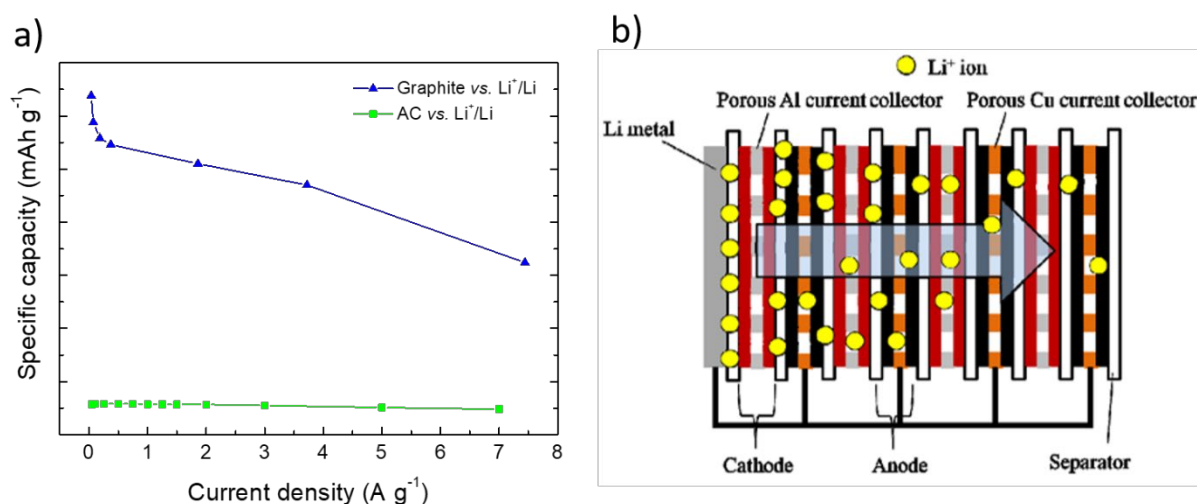 a)
Specific capacity (mAh g⁻¹)
Graphite vs. Li⁺/Li
AC vs. Li⁺/Li
0 1 2 3 4 5 6 7 8
Current density (A g⁻¹)
b)
Li⁺ ion
Porous Al current collector
Porous Cu current collector
Li metal
Cathode
Anode
Separator